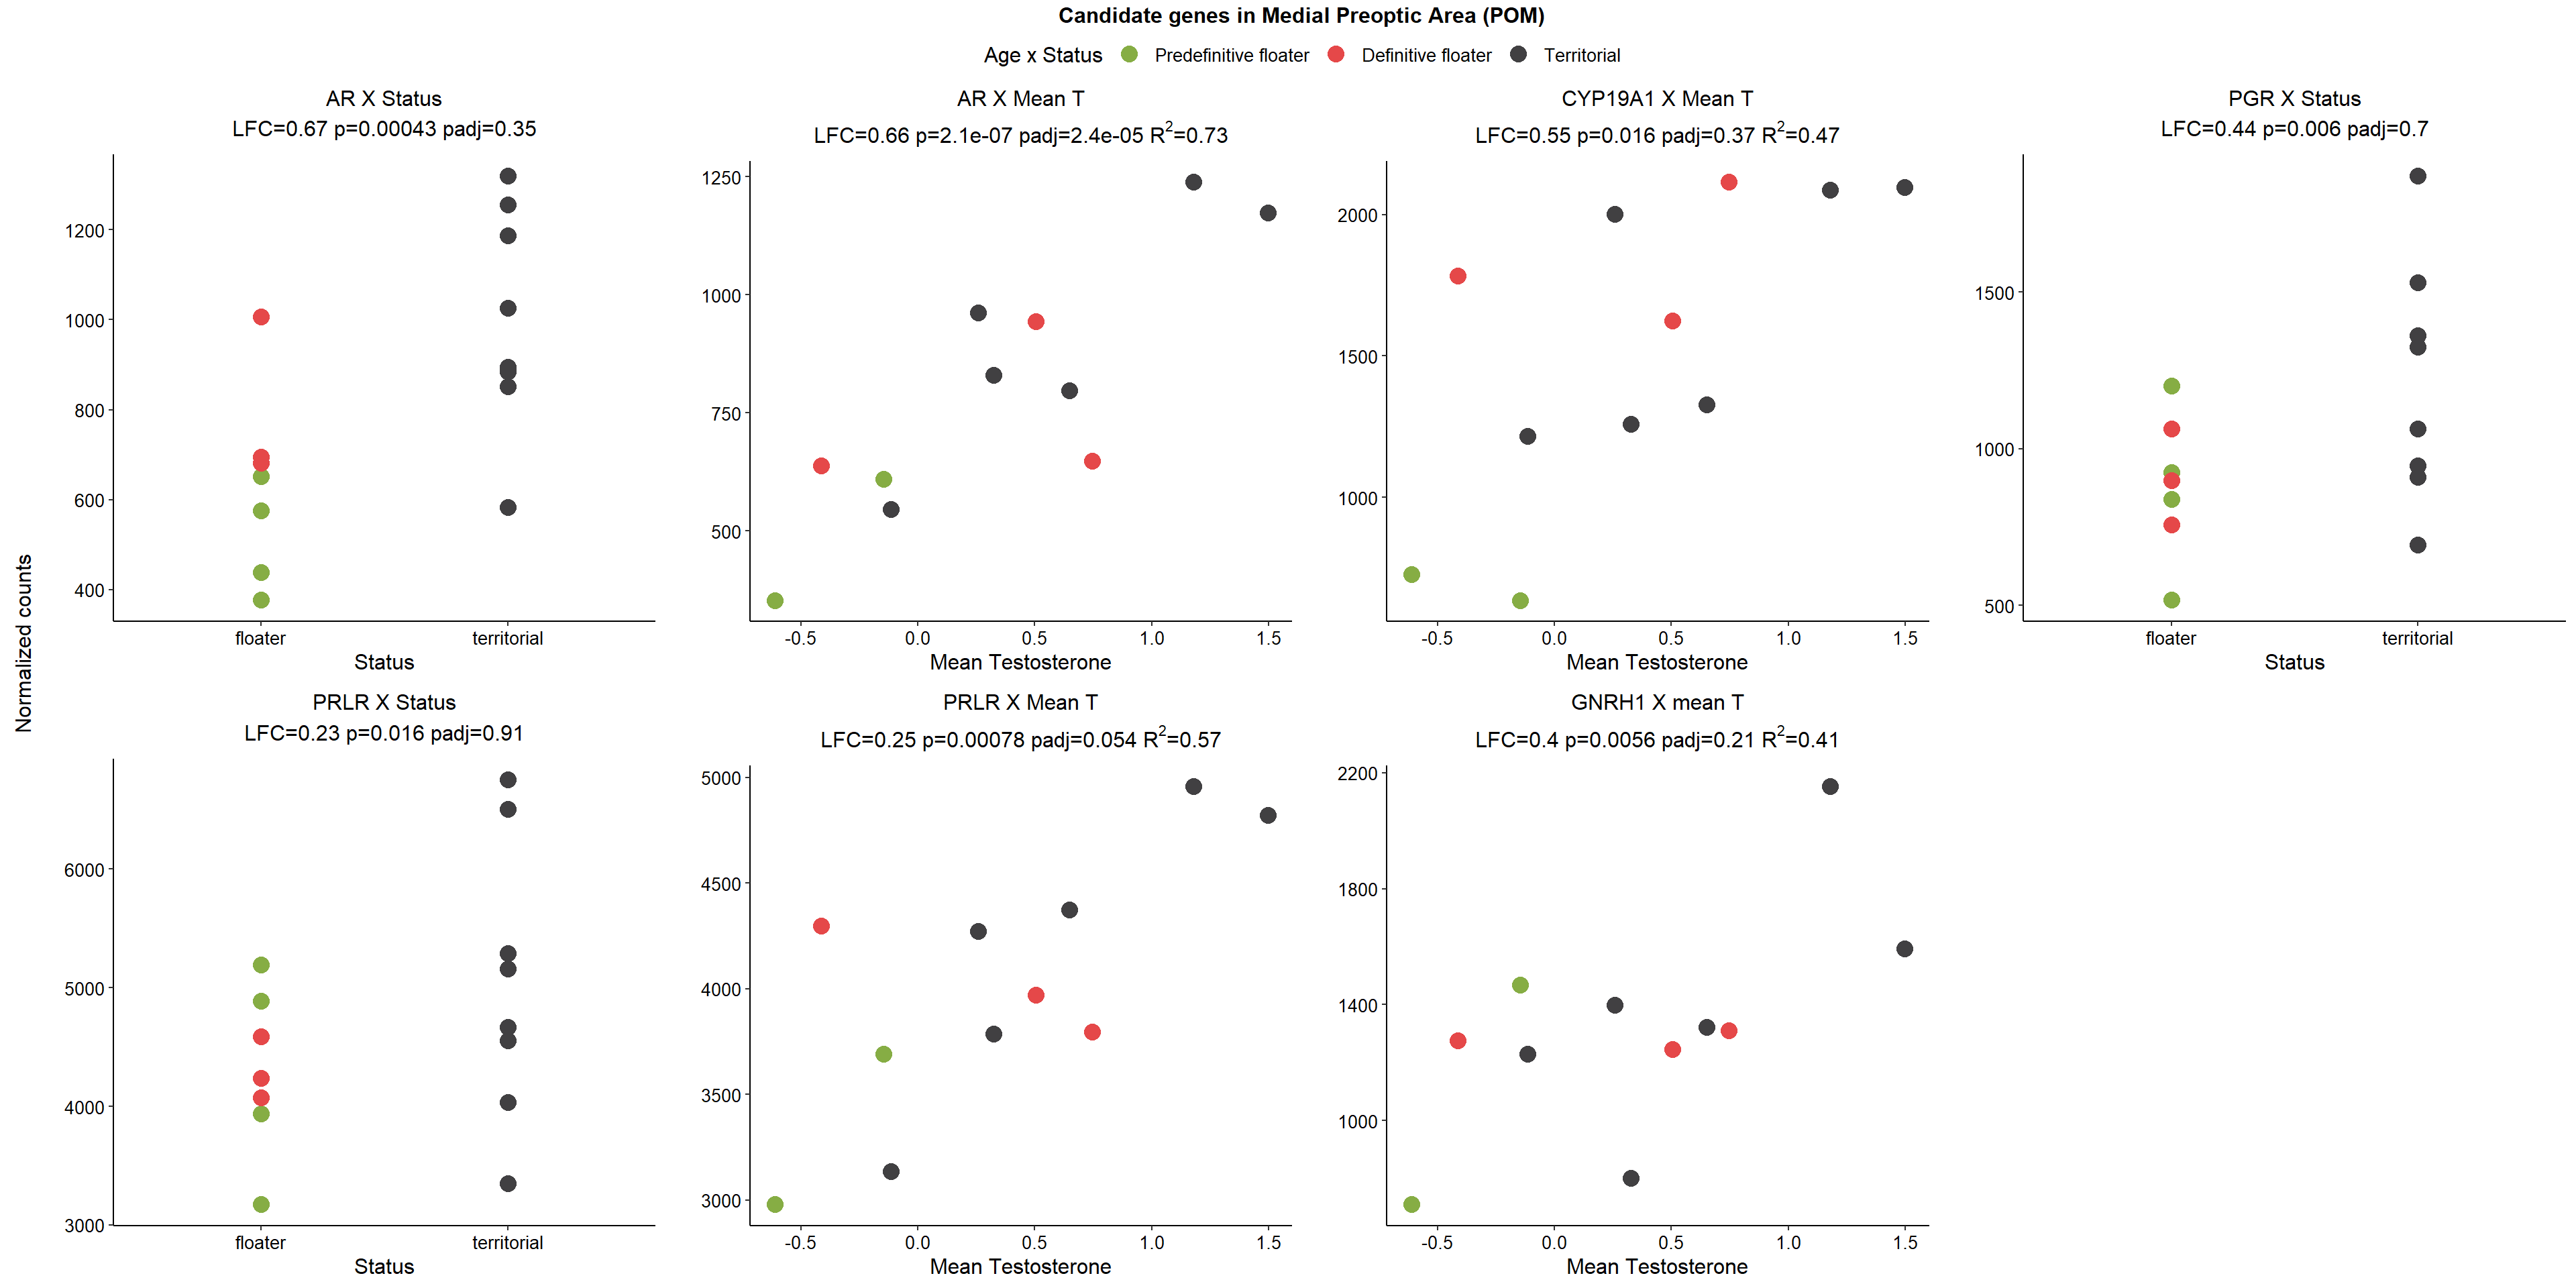 Candidate genes in Medial Preoptic Area (POM)
Age x Status Predefinitive floater Definitive floater Territorial
Normalized counts
AR X Status
LFC=0.67 p=0.00043 padj=0.35
1200
1000
800
600
400
floater territorial
Status
AR X Mean T
LFC=0.66 p=2.1e-07 padj=2.4e-05 R²=0.73
1250
1000
750
500
-0.5 0.0 0.5 1.0 1.5
Mean Testosterone
CYP19A1 X Mean T
LFC=0.55 p=0.016 padj=0.37 R²=0.47
2000
1500
1000
-0.5 0.0 0.5 1.0 1.5
Mean Testosterone
PGR X Status
LFC=0.44 p=0.006 padj=0.7
1500
1000
500
floater territorial
Status
PRLR X Status
LFC=0.23 p=0.016 padj=0.91
6000
5000
4000
3000
floater territorial
Status
PRLR X Mean T
LFC=0.25 p=0.00078 padj=0.054 R²=0.57
5000
4500
4000
3500
3000
-0.5 0.0 0.5 1.0 1.5
Mean Testosterone
GNRH1 X mean T
LFC=0.4 p=0.0056 padj=0.21 R²=0.41
2200
1800
1400
1000
-0.5 0.0 0.5 1.0 1.5
Mean Testosterone